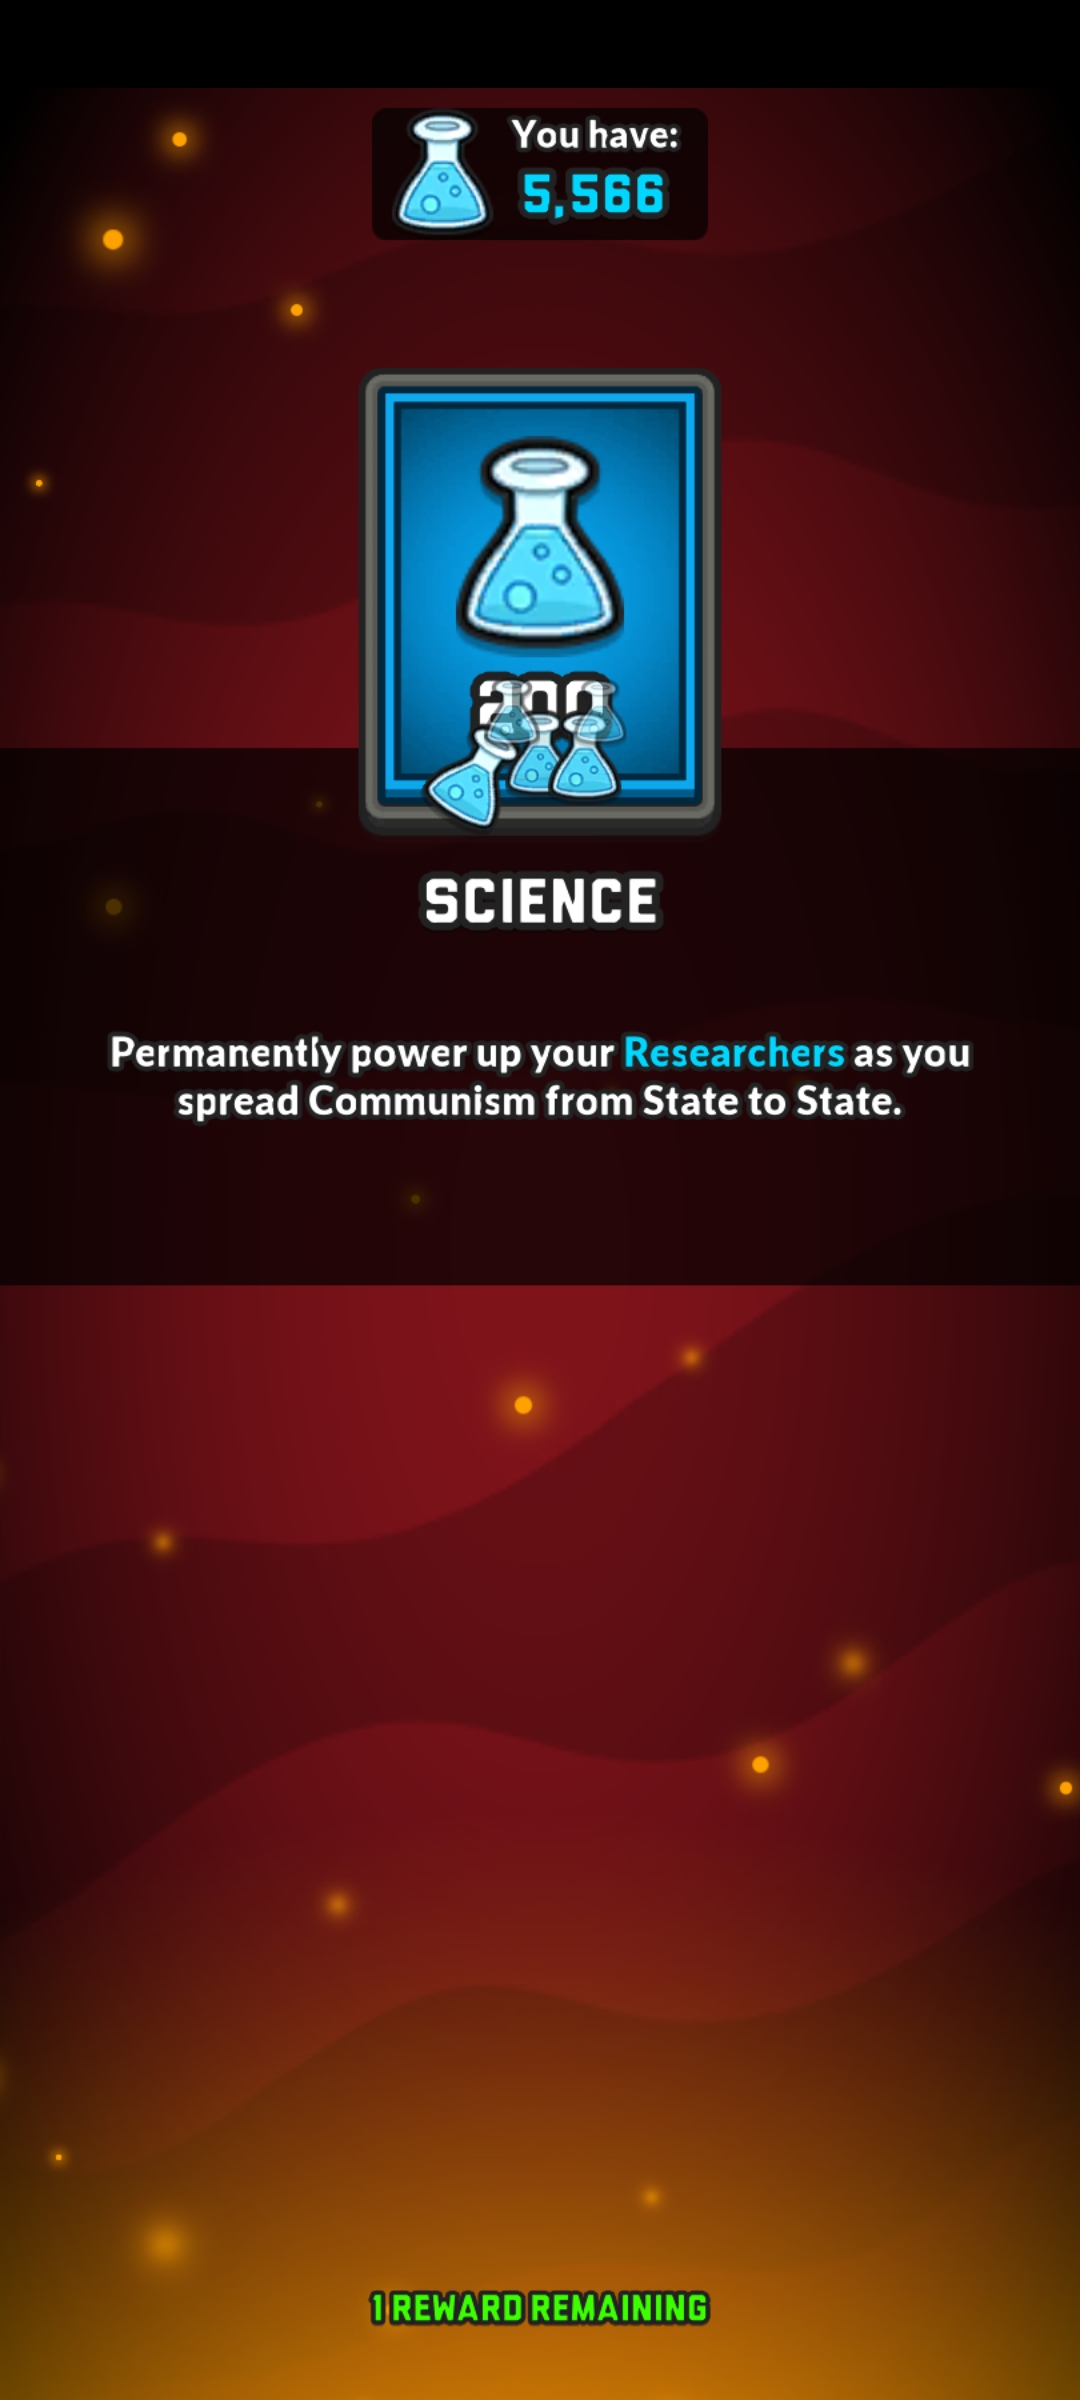 You have:
5,566
200
SCIENCE
Permanently power up your Researchers as you
spread Communism from State to State.
1 REWARD REMAINING